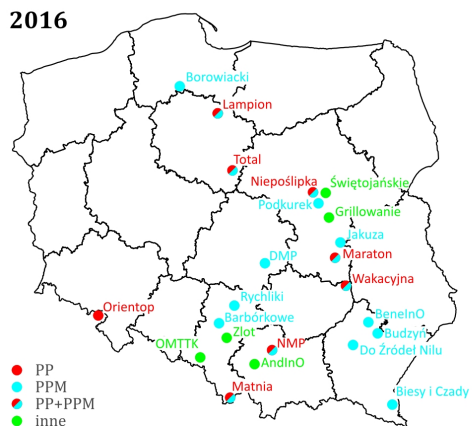 2016
Borowiacki
Lampion
Total
Niepoślipka
Świętojańskie
Podkurek
Grillowanie
Jakuza
Maraton
DMP
Wakacyjna
Orientop
Rychliki
BeneInO
Barbórkowe
Budzyń
Zlot
OMTTK
NMP
Do Źródeł Nilu
AndInO
Matnia
Biesy i Czady
PP
PPM
PP+PPM
inne